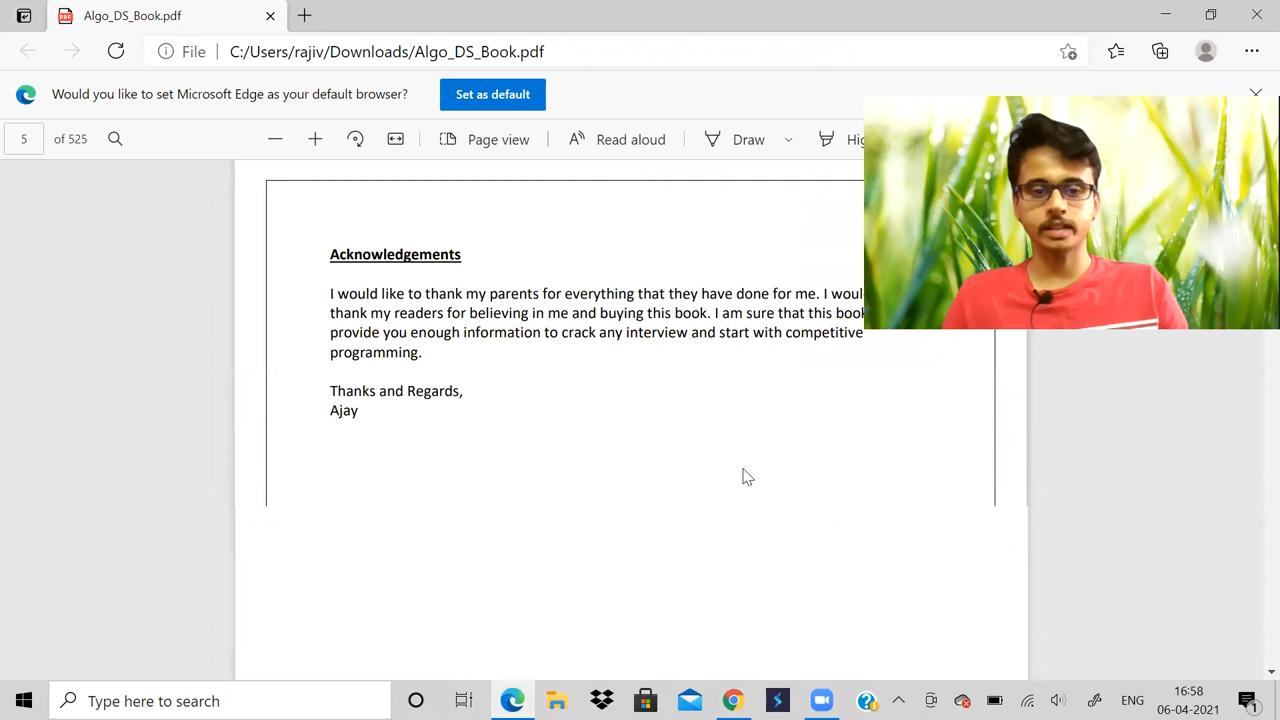 Algo_DS_Book.pdf
File
C:/Users/rajiv/Downloads/Algo_DS_Book.pdf
Would you like to set Microsoft Edge as your default browser?
Set as default
5 of 525
Page view
Read aloud
Draw
Acknowledgements
I would like to thank my parents for everything that they have done for me. I
thank my readers for believing in me and buying this book. I am sure that this book
provide you enough information to crack any interview and start with competitive
programming.
Thanks and Regards,
Ajay
Type here to search
ENG
16:58
06-04-2021
1